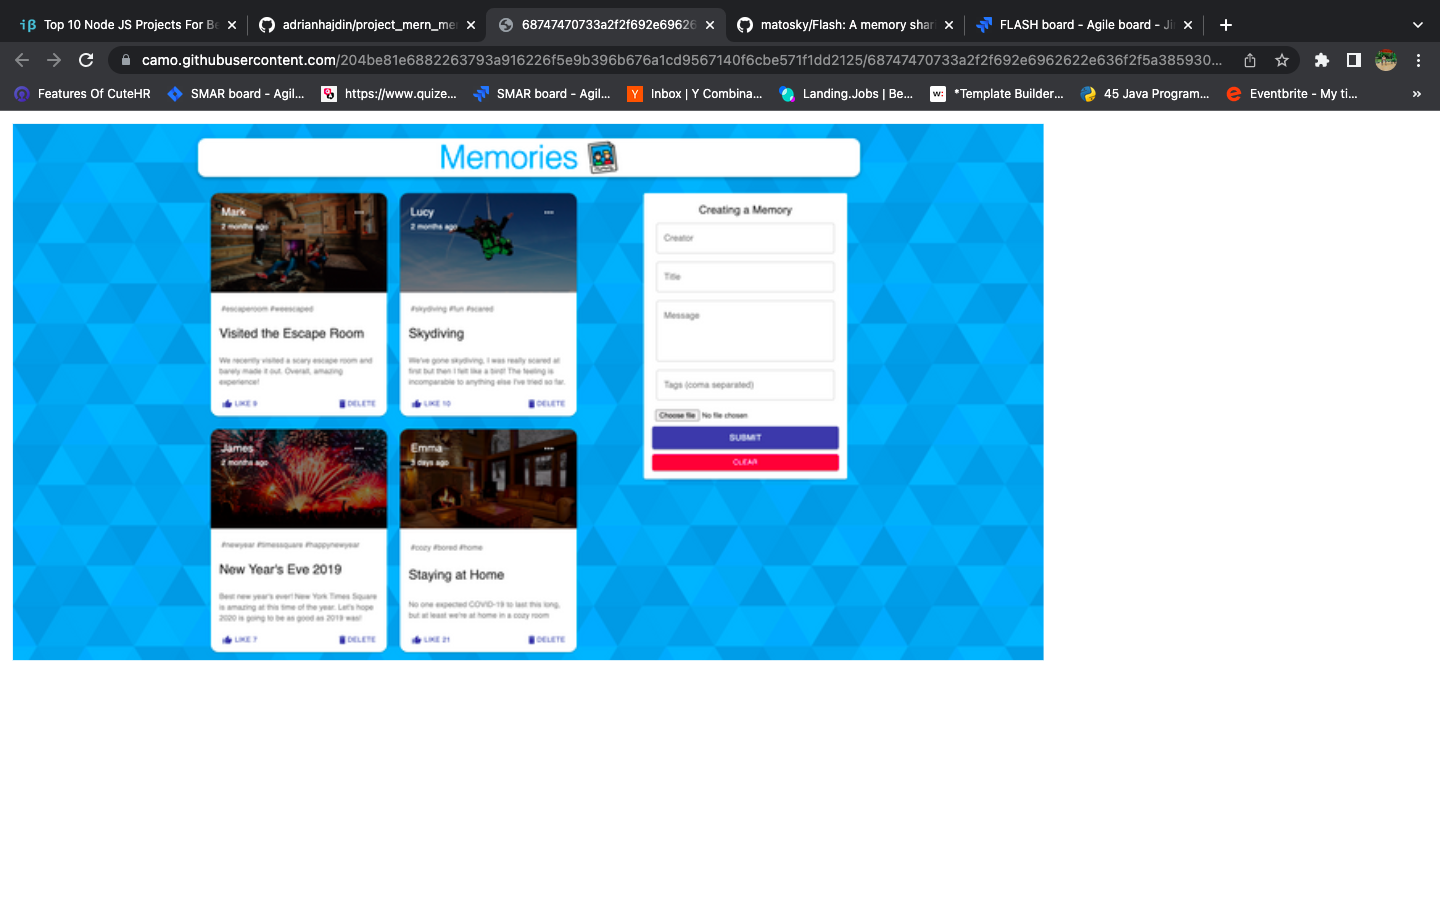 Top 10 Node JS Projects For Be
adrianhajdin/project_mern_me
68747470733a2f2f692e69626
matosky/Flash: A memory shar
FLASH board - Agile board - Ji
camo.githubusercontent.com/204be81e6882263793a916226f5e9b396b676a1cd9567140f6cbe571f1dd2125/68747470733a2f2f692e6962622e636f2f5a385930...
Features Of CuteHR
SMAR board - Agil...
https://www.quize...
SMAR board - Agil...
Inbox | Y Combina...
Landing.Jobs | Be...
*Template Builder...
45 Java Program...
Eventbrite - My ti...
»
Memories
Mark
2 months ago
#escaperoom #weescaped
Visited the Escape Room
We recently visited a scary escape room and
barely made it out. Overall, amazing
experience!
LIKE 9 DELETE
Lucy
2 months ago
#skydiving #fun #scared
Skydiving
We've gone skydiving, I was really scared at
first but then I felt like a bird! The feeling is
incomparable to anything else I've tried so far.
LIKE 10 DELETE
James
2 months ago
#newyear #timessquare #happynewyear
New Year's Eve 2019
Best new year's ever! New York Times Square
is amazing at this time of the year. Let's hope
2020 is going to be as good as 2019 was!
LIKE 7 DELETE
Emma
3 days ago
#cozy #bored #home
Staying at Home
No one expected COVID-19 to last this long,
but at least we're at home in a cozy room
LIKE 21 DELETE
Creating a Memory
Creator
Title
Message
Tags (coma separated)
Choose file No file chosen
SUBMIT
CLEAR